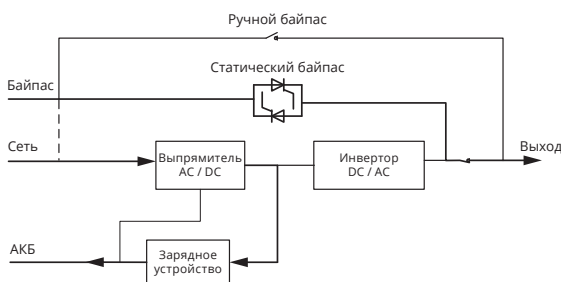 Ручной байпас
Статический байпас
Байпас
Сеть
Выпрямитель
AC / DC
Инвертор
DC / AC
Выход
АКБ
Зарядное
устройство